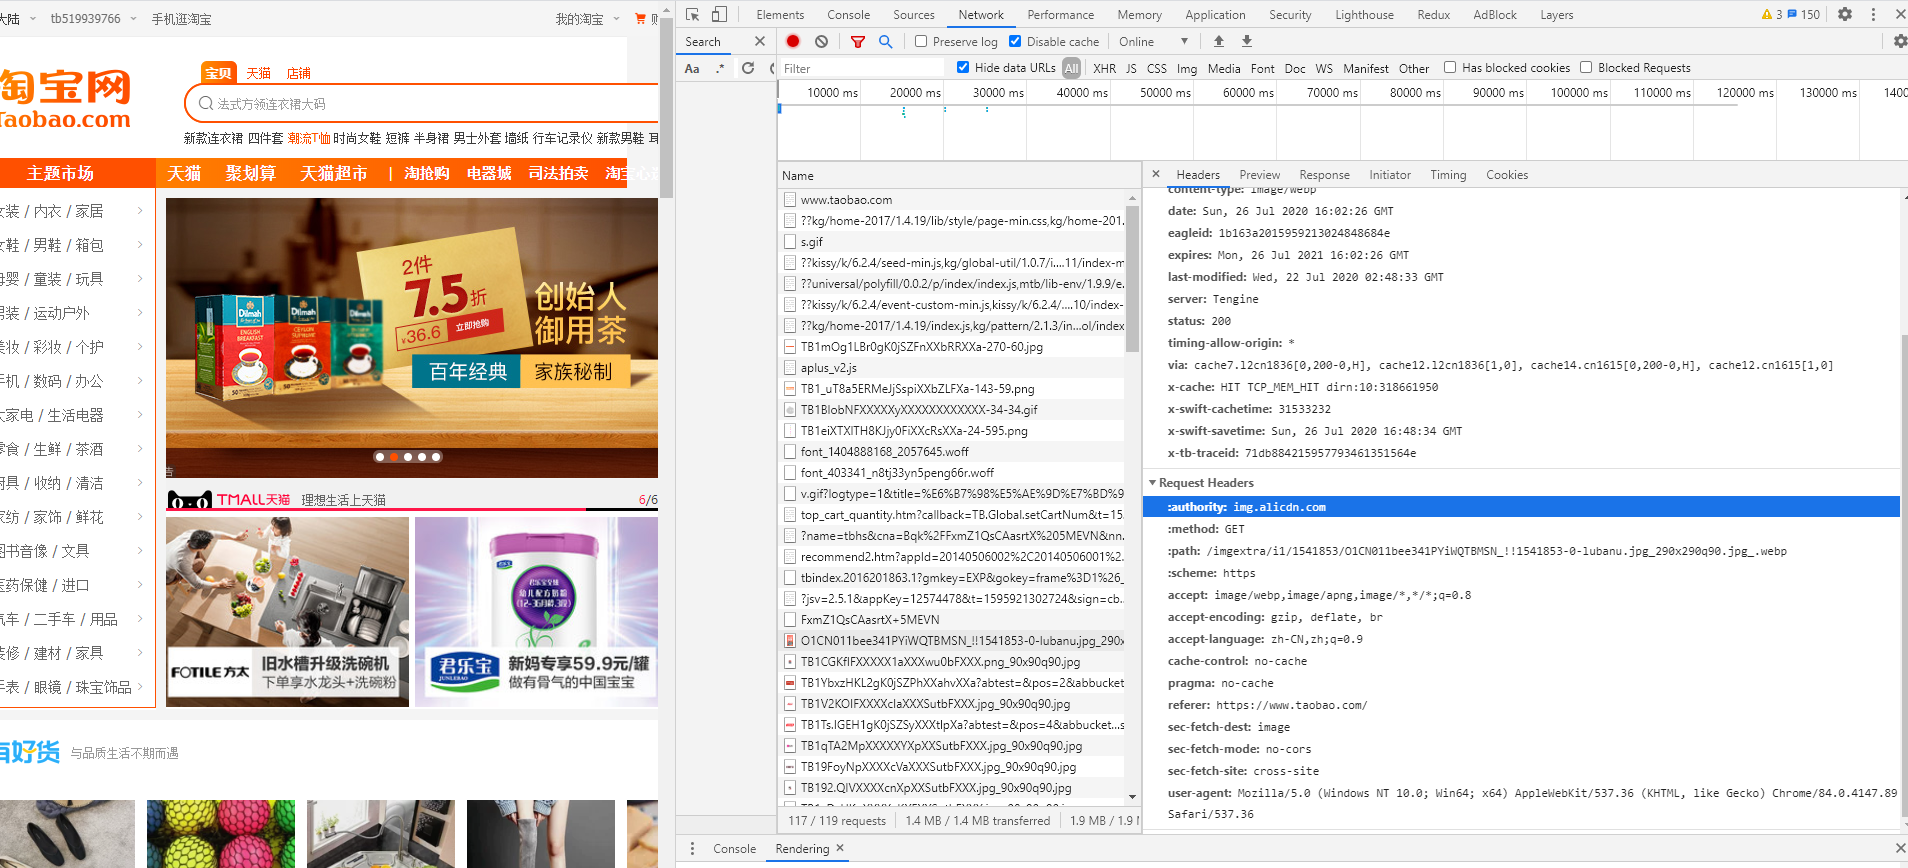 大陆 tb519939766 手机逛淘宝 我的淘宝
淘宝网
Taobao.com
宝贝 天猫 店铺
法式方领连衣裙大码
新款连衣裙 四件套 潮流T恤 时尚女鞋 短裤 半身裙 男士外套 墙纸 行车记录仪 新款男鞋
主题市场 天猫 聚划算 天猫超市 | 淘抢购 电器城 司法拍卖
女装 / 内衣 / 家居
女鞋 / 男鞋 / 箱包
母婴 / 童装 / 玩具
男装 / 运动户外
美妆 / 彩妆 / 个护
手机 / 数码 / 办公
大家电 / 生活电器
零食 / 生鲜 / 茶酒
厨具 / 收纳 / 清洁
家纺 / 家饰 / 鲜花
图书音像 / 文具
医药保健 / 进口
汽车 / 二手车 / 用品
装修 / 建材 / 家具
手表 / 眼镜 / 珠宝饰品
2件
7.5折
¥36.6 立即抢购
创始人
御用茶
百年经典 家族秘制
Dilmah
ENGLISH BREAKFAST
Dilmah
CEYLON SUPREME
Dilmah
TMALL天猫 理想生活上天猫 6/6
FOTILE 方太 旧水槽升级洗碗机
下单享水龙头+洗碗粉
君乐宝
幼儿配方奶粉
君乐宝 JUNLEBAO 新妈专享59.9元/罐
做有骨气的中国宝宝
有好货 与品质生活不期而遇
Elements Console Sources Network Performance Memory Application Security Lighthouse Redux AdBlock Layers 3 150
Search
Preserve log Disable cache Online
Aa .*
Filter Hide data URLs All XHR JS CSS Img Media Font Doc WS Manifest Other Has blocked cookies Blocked Requests
10000 ms 20000 ms 30000 ms 40000 ms 50000 ms 60000 ms 70000 ms 80000 ms 90000 ms 100000 ms 110000 ms 120000 ms 130000 ms 1400
Name
www.taobao.com
??kg/home-2017/1.4.19/lib/style/page-min.css,kg/home-201.
s.gif
??kissy/k/6.2.4/seed-min.js,kg/global-util/1.0.7/i....11/index-m
??universal/polyfill/0.0.2/p/index/index.js,mtb/lib-env/1.9.9/e.
??kissy/k/6.2.4/event-custom-min.js,kissy/k/6.2.4/....10/index-
??kg/home-2017/1.4.19/index.js,kg/pattern/2.1.3/in...ol/index
TB1mOg1LBr0gK0jSZFnXXbRRXXa-270-60.jpg
aplus_v2.js
TB1_uT8a5ERMeJjSspiXXbZLFXa-143-59.png
TB1BlobNFXXXXXyXXXXXXXXXXXX-34-34.gif
TB1eiXTXlTH8KJjy0FiXXcRsXXa-24-595.png
font_1404888168_2057645.woff
font_403341_n8tj33yn5peng66r.woff
v.gif?logtype=1&title=%E6%B7%98%E5%AE%9D%E7%BD%9
top_cart_quantity.htm?callback=TB.Global.setCartNum&t=15.
?name=tbhs&cna=Bqk%2FFxmZ1QsCAasrtX%205MEVN&nn.
recommend2.htm?appId=20140506002%2C20140506001%2.
tbindex.2016201863.1?gmkey=EXP&gokey=frame%3D1%26_
?jsv=2.5.1&appKey=12574478&t=1595921302724&sign=cb..
FxmZ1QsCAasrtX+5MEVN
O1CN011bee341PYiWQTBMSN_!!1541853-0-lubanu.jpg_290x
TB1CGKfIFXXXXX1aXXXwu0bFXXX.png_90x90q90.jpg
TB1YbxzHKL2gK0jSZPhXXahvXXa?abtest=&pos=2&abbucket
TB1V2KOIFXXXXcIaXXXSutbFXXX.jpg_90x90q90.jpg
TB1Ts.IGEH1gK0jSZSyXXXtlpXa?abtest=&pos=4&abbucket...s
TB1qTA2MpXXXXXYXpXXSutbFXXX.jpg_90x90q90.jpg
TB19FoyNpXXXXcVaXXXSutbFXXX.jpg_90x90q90.jpg
TB192.QIVXXXXcnXpXXSutbFXXX.jpg_90x90q90.jpg
117 / 119 requests 1.4 MB / 1.4 MB transferred 1.9 MB / 1.9
Headers Preview Response Initiator Timing Cookies
content-type: image/webp
date: Sun, 26 Jul 2020 16:02:26 GMT
eagleid: 1b163a20159592130248486​84e
expires: Mon, 26 Jul 2021 16:02:26 GMT
last-modified: Wed, 22 Jul 2020 02:48:33 GMT
server: Tengine
status: 200
timing-allow-origin: *
via: cache7.l2cn1836[0,200-0,H], cache12.l2cn1836[1,0], cache14.cn1615[0,200-0,H], cache12.cn1615[1,0]
x-cache: HIT TCP_MEM_HIT dirn:10:318661950
x-swift-cachetime: 31533232
x-swift-savetime: Sun, 26 Jul 2020 16:48:34 GMT
x-tb-traceid: 71db884215957793461351564e
Request Headers
:authority: img.alicdn.com
:method: GET
:path: /imgextra/i1/1541853/O1CN011bee341PYiWQTBMSN_!!1541853-0-lubanu.jpg_290x290q90.jpg_.webp
:scheme: https
accept: image/webp,image/apng,image/*,*/*;q=0.8
accept-encoding: gzip, deflate, br
accept-language: zh-CN,zh;q=0.9
cache-control: no-cache
pragma: no-cache
referer: https://www.taobao.com/
sec-fetch-dest: image
sec-fetch-mode: no-cors
sec-fetch-site: cross-site
user-agent: Mozilla/5.0 (Windows NT 10.0; Win64; x64) AppleWebKit/537.36 (KHTML, like Gecko) Chrome/84.0.4147.89
Safari/537.36
Console Rendering